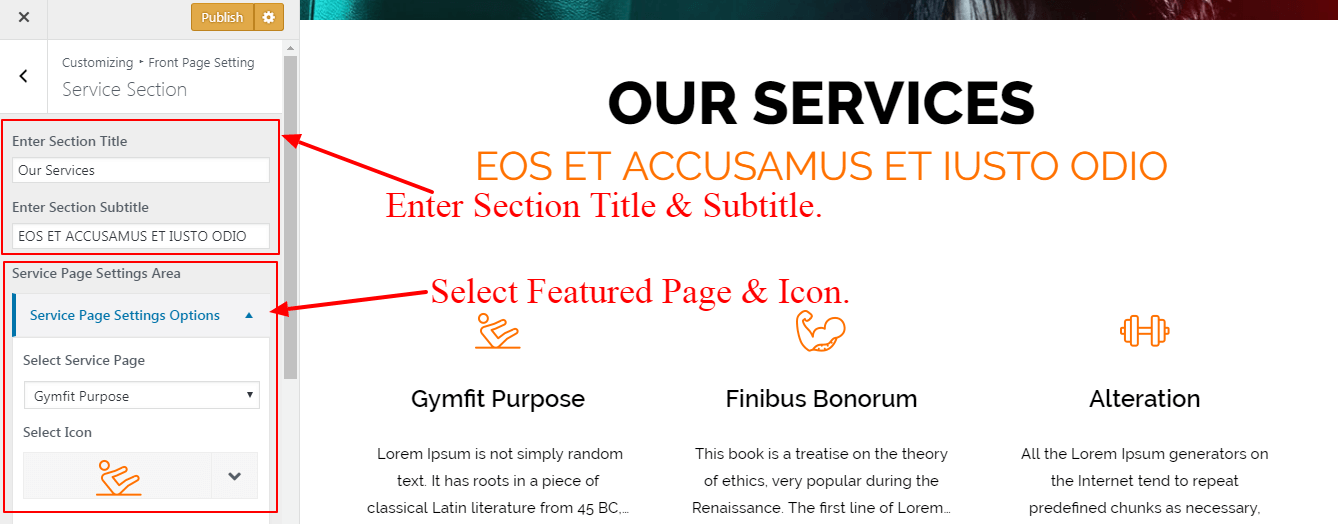 Publish
Customizing ‣ Front Page Setting
Service Section
Enter Section Title
Our Services
Enter Section Subtitle
EOS ET ACCUSAMUS ET IUSTO ODIO
Service Page Settings Area
Service Page Settings Options
Select Service Page
Gymfit Purpose
Select Icon
OUR SERVICES
EOS ET ACCUSAMUS ET IUSTO ODIO
Enter Section Title & Subtitle.
Select Featured Page & Icon.
Gymfit Purpose
Lorem Ipsum is not simply random
text. It has roots in a piece of
classical Latin literature from 45 BC,...
Finibus Bonorum
This book is a treatise on the theory
of ethics, very popular during the
Renaissance. The first line of Lorem...
Alteration
All the Lorem Ipsum generators on
the Internet tend to repeat
predefined chunks as necessary,